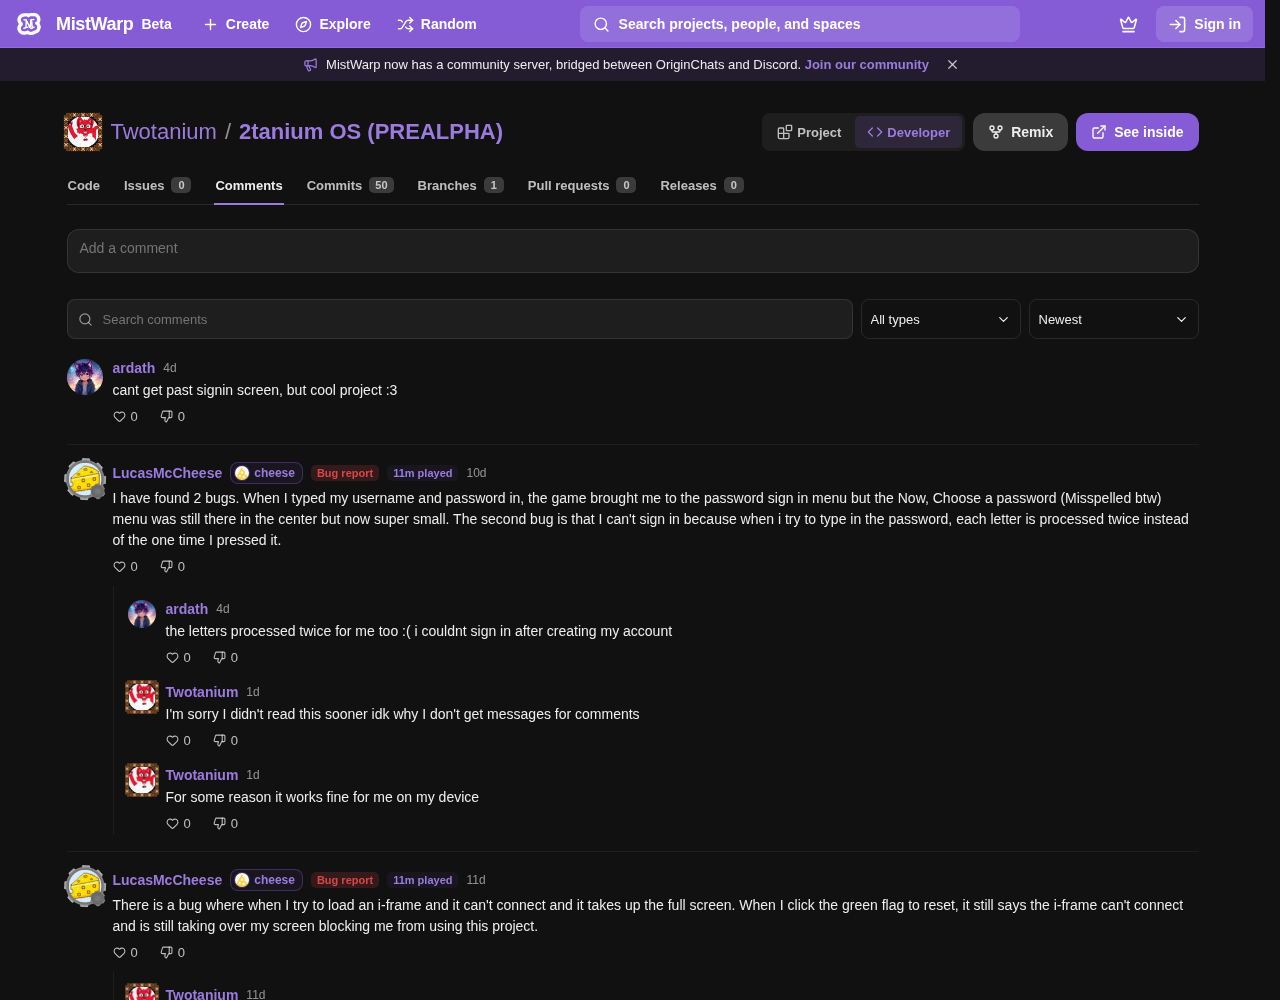 MistWarp Beta
Create
Explore
Random
Search projects, people, and spaces
Sign in
MistWarp now has a community server, bridged between OriginChats and Discord. Join our community
Twotanium / 2tanium OS (PREALPHA)
Project
Developer
Remix
See inside
Code
Issues 0
Comments
Commits 50
Branches 1
Pull requests 0
Releases 0
Add a comment
Search comments
All types
Newest
ardath 4d
cant get past signin screen, but cool project :3
0 0
LucasMcCheese cheese Bug report 11m played 10d
I have found 2 bugs. When I typed my username and password in, the game brought me to the password sign in menu but the Now, Choose a password (Misspelled btw)
menu was still there in the center but now super small. The second bug is that I can't sign in because when i try to type in the password, each letter is processed twice instead
of the one time I pressed it.
0 0
ardath 4d
the letters processed twice for me too :( i couldnt sign in after creating my account
0 0
Twotanium 1d
I'm sorry I didn't read this sooner idk why I don't get messages for comments
0 0
Twotanium 1d
For some reason it works fine for me on my device
0 0
LucasMcCheese cheese Bug report 11m played 11d
There is a bug where when I try to load an i-frame and it can't connect and it takes up the full screen. When I click the green flag to reset, it still says the i-frame can't connect
and is still taking over my screen blocking me from using this project.
0 0
Twotanium 11d